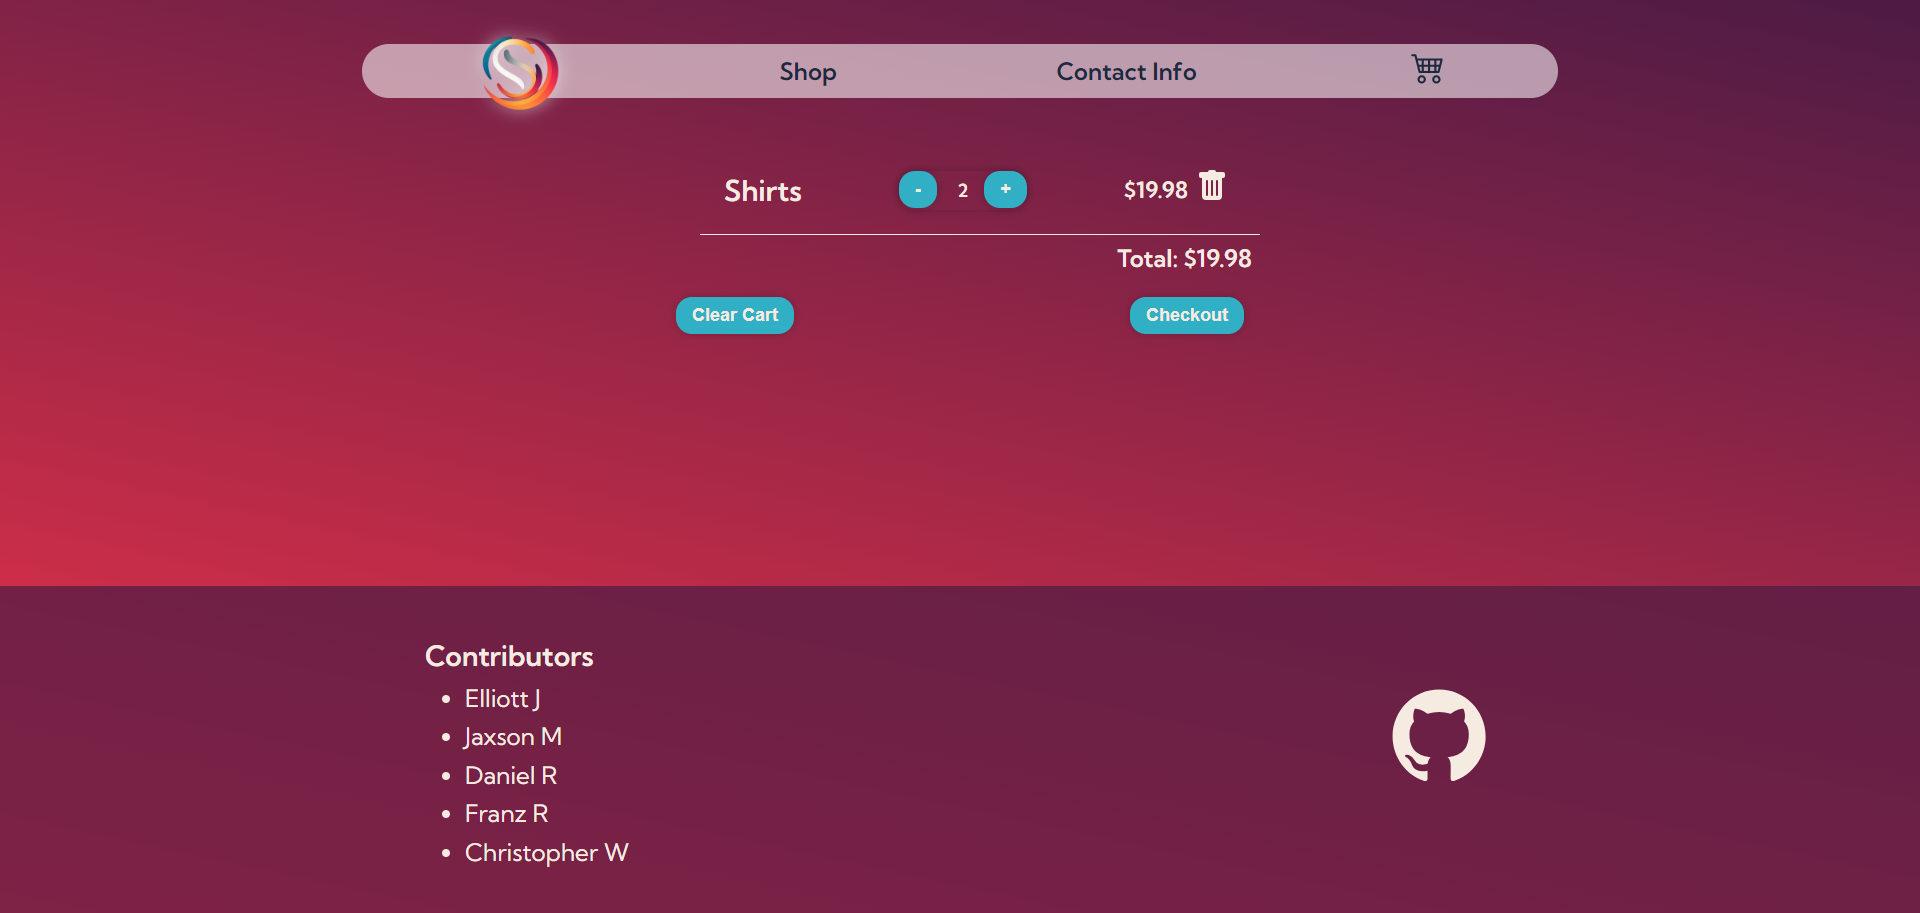 Shop Contact Info
Shirts - 2 + $19.98
Total: $19.98
Clear Cart Checkout
Contributors
Elliott J
Jaxson M
Daniel R
Franz R
Christopher W